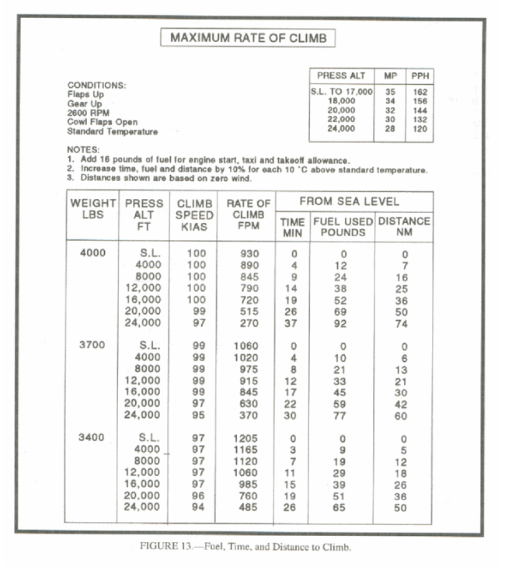 MAXIMUM RATE OF CLIMB
PRESS ALT MP PPH
S.L. TO 17,000 35 162
18,000 34 156
20,000 32 144
22,000 30 132
24,000 28 120
CONDITIONS:
Flaps Up
Gear Up
2600 RPM
Cowl Flaps Open
Standard Temperature
NOTES:
1. Add 16 pounds of fuel for engine start, taxi and takeoff allowance.
2. Increase time, fuel and distance by 10% for each 10 °C above standard temperature.
3. Distances shown are based on zero wind.
WEIGHT LBS PRESS ALT FT CLIMB SPEED KIAS RATE OF CLIMB FPM FROM SEA LEVEL
TIME MIN FUEL USED POUNDS DISTANCE NM
4000 S.L. 100 930 0 0 0
4000 100 890 4 12 7
8000 100 845 9 24 16
12,000 100 790 14 38 25
16,000 100 720 19 52 36
20,000 99 515 26 69 50
24,000 97 270 37 92 74
3700 S.L. 99 1060 0 0 0
4000 99 1020 4 10 6
8000 99 975 8 21 13
12,000 99 915 12 33 21
16,000 99 845 17 45 30
20,000 97 630 22 59 42
24,000 95 370 30 77 60
3400 S.L. 97 1205 0 0 0
4000 97 1165 3 9 5
8000 97 1120 7 19 12
12,000 97 1060 11 29 18
16,000 97 985 15 39 26
20,000 96 760 19 51 36
24,000 94 485 26 65 50
FIGURE 13.—Fuel, Time, and Distance to Climb.